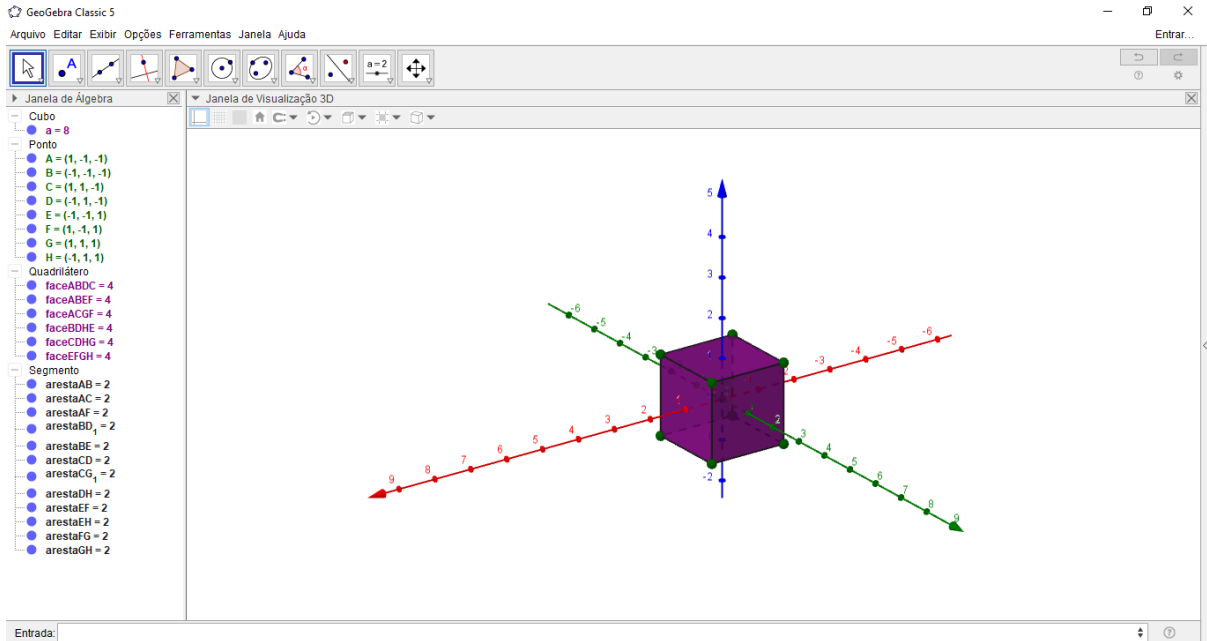 GeoGebra Classic 5
Arquivo Editar Exibir Opções Ferramentas Janela Ajuda
Entrar...
A
α
a = 2
Janela de Álgebra
Janela de Visualização 3D
Cubo
a = 8
Ponto
A = (1, -1, -1)
B = (-1, -1, -1)
C = (1, 1, -1)
D = (-1, 1, -1)
E = (-1, -1, 1)
F = (1, -1, 1)
G = (1, 1, 1)
H = (-1, 1, 1)
Quadrilátero
faceABDC = 4
faceABEF = 4
faceACGF = 4
faceBDHE = 4
faceCDHG = 4
faceEFGH = 4
Segmento
arestaAB = 2
arestaAC = 2
arestaAF = 2
arestaBD₁ = 2
arestaBE = 2
arestaCD = 2
arestaCG₁ = 2
arestaDH = 2
arestaEF = 2
arestaEH = 2
arestaFG = 2
arestaGH = 2
5
4
3
2
1
-2
-6
-5
-4
-3
2
3
4
5
6
7
8
9
-6
-5
-4
-3
2
1
2
3
4
5
6
7
8
9
Entrada: